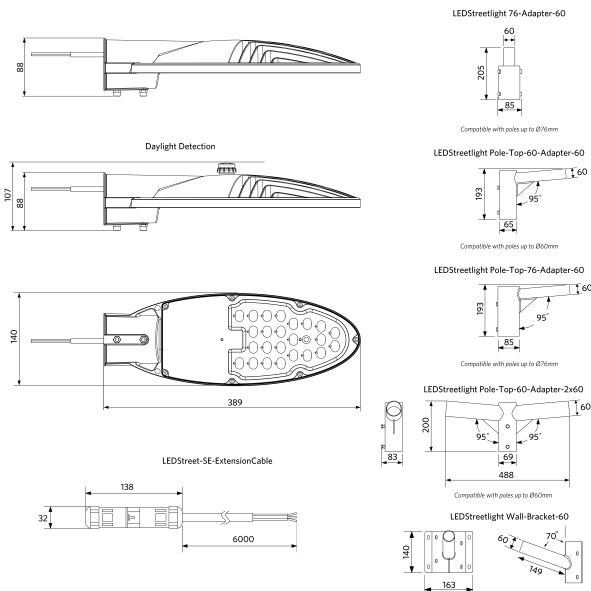 88
Daylight Detection
107
88
140
389
LEDStreet-SE-ExtensionCable
138
32
6000
LEDStreetlight 76-Adapter-60
60
205
85
Compatible with poles up to Ø76mm
LEDStreetlight Pole-Top-60-Adapter-60
60
193
95°
65
Compatible with poles up to Ø60mm
LEDStreetlight Pole-Top-76-Adapter-60
60
193
95°
85
Compatible with poles up to Ø76mm
LEDStreetlight Pole-Top-60-Adapter-2x60
200
60
95°
95°
83
69
488
Compatible with poles up to Ø60mm
LEDStreetlight Wall-Bracket-60
140
60
70°
149
163